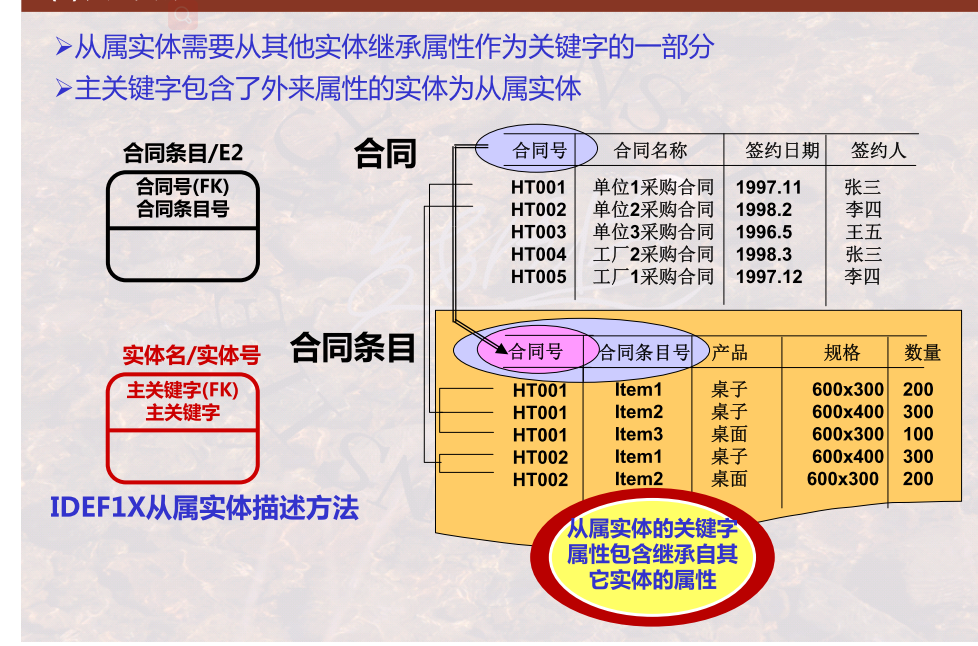 ➢从属实体需要从其他实体继承属性作为关键字的一部分
➢主关键字包含了外来属性的实体为从属实体
合同条目/E2
合同号(FK)
合同条目号
合同
合同号 合同名称 签约日期 签约人
HT001 单位1采购合同 1997.11 张三
HT002 单位2采购合同 1998.2 李四
HT003 单位3采购合同 1996.5 王五
HT004 工厂2采购合同 1998.3 张三
HT005 工厂1采购合同 1997.12 李四
实体名/实体号
主关键字(FK)
主关键字
IDEF1X从属实体描述方法
合同条目
合同号 合同条目号 产品 规格 数量
HT001 Item1 桌子 600x300 200
HT001 Item2 桌子 600x400 300
HT001 Item3 桌面 600x300 100
HT002 Item1 桌子 600x400 300
HT002 Item2 桌面 600x300 200
从属实体的关键字
属性包含继承自其
它实体的属性